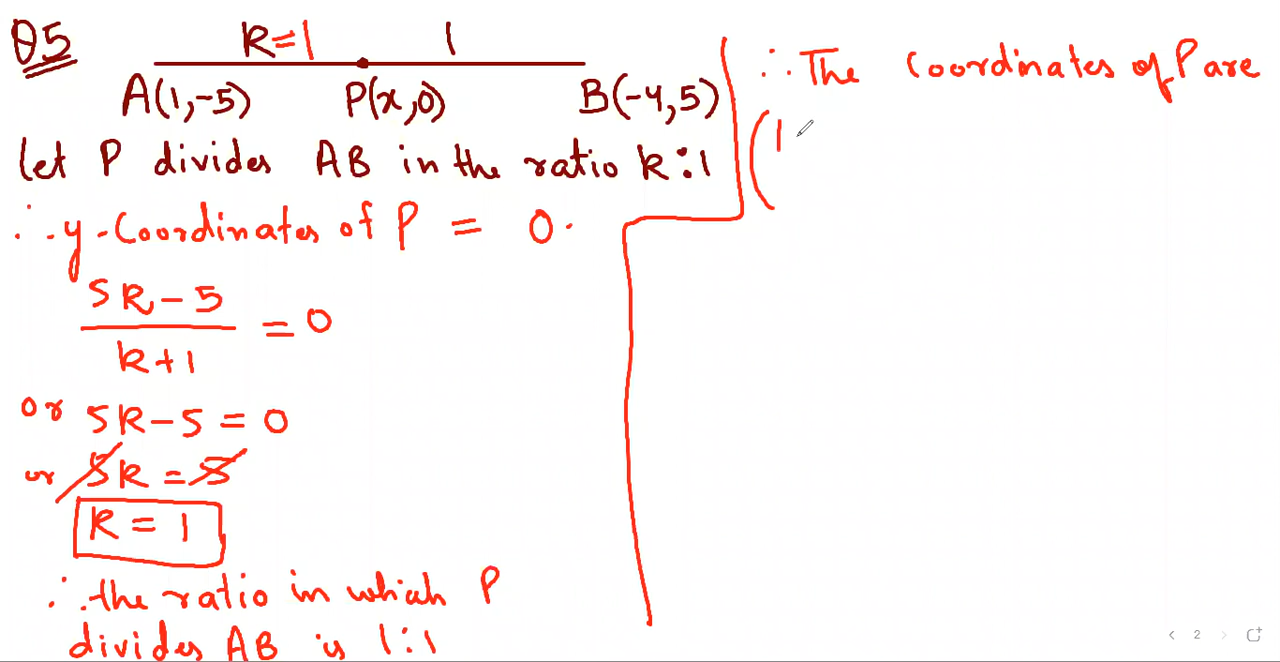 Q5
k=1 1
A(1,-5) P(x,0) B(-4,5)
let P divides AB in the ratio k:1
∴ y-Coordinates of P = 0.
5k-5
k+1
= 0
or 5k-5 = 0
or 5k = 5
k = 1
∴ the ratio in which P
divides AB is 1:1
∴ The Coordinates of P are
(1
2